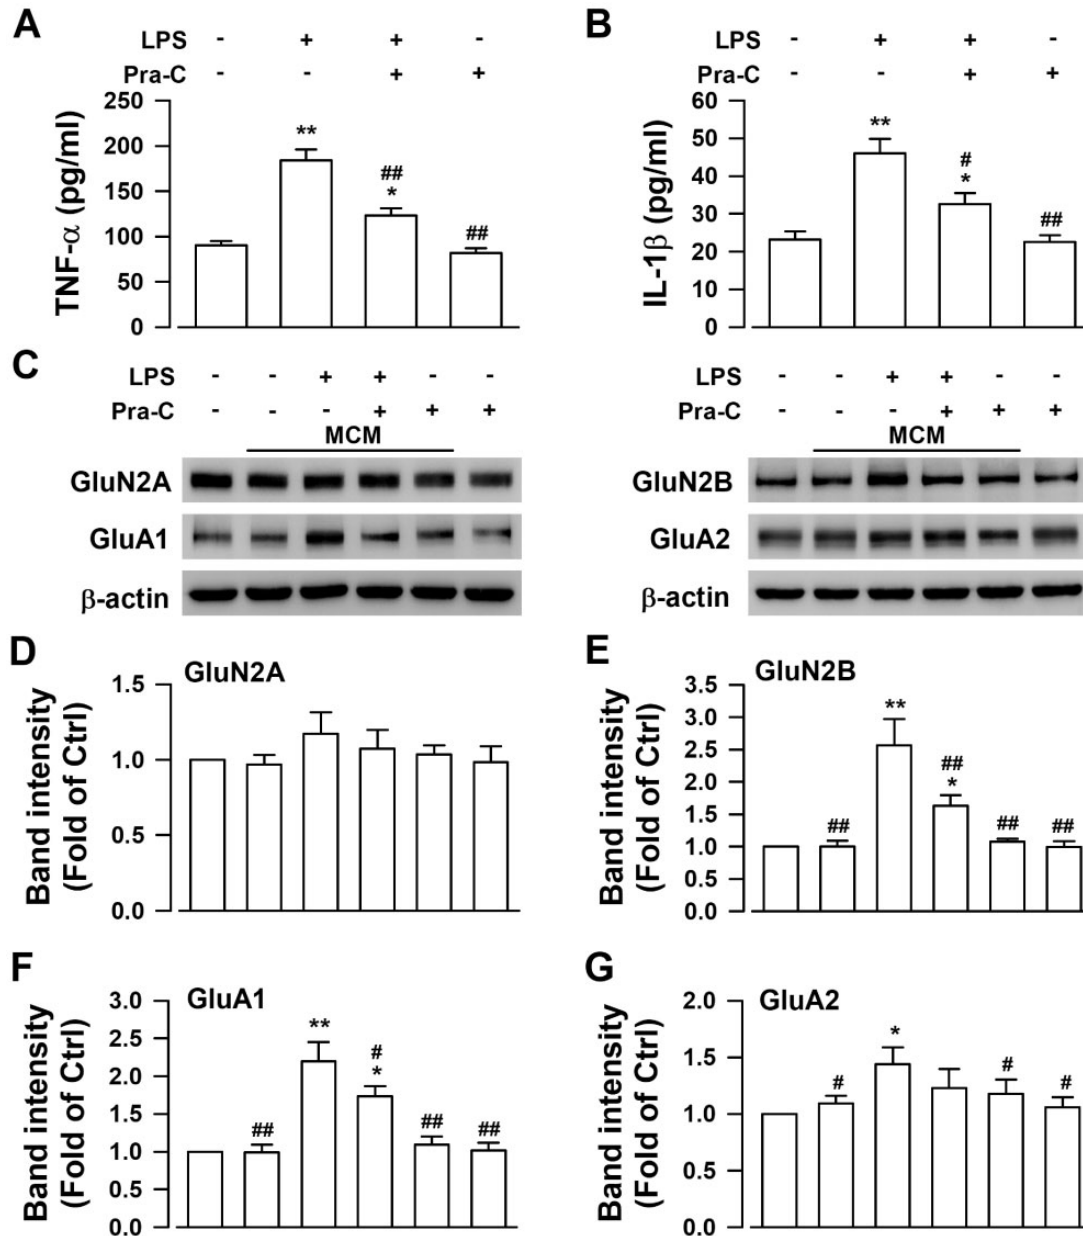 A
LPS - + + -
Pra-C - - + +
TNF-α (pg/ml)
250
200
150
100
50
0
**
##
*
##
B
LPS - + + -
Pra-C - - + +
IL-1β (pg/ml)
60
50
40
30
20
10
0
**
#
*
##
C
LPS - - + + - -
Pra-C - - - + + +
MCM
GluN2A
GluA1
β-actin
LPS - - + + - -
Pra-C - - - + + +
MCM
GluN2B
GluA2
β-actin
D
GluN2A
Band intensity
(Fold of Ctrl)
1.5
1.0
0.5
0.0
E
GluN2B
Band intensity
(Fold of Ctrl)
3.5
3.0
2.5
2.0
1.5
1.0
0.5
0.0
##
**
##
*
##
##
F
GluA1
Band intensity
(Fold of Ctrl)
3.0
2.5
2.0
1.5
1.0
0.5
0.0
##
**
#
*
##
##
G
GluA2
Band intensity
(Fold of Ctrl)
2.0
1.5
1.0
0.5
0.0
#
*
#
#